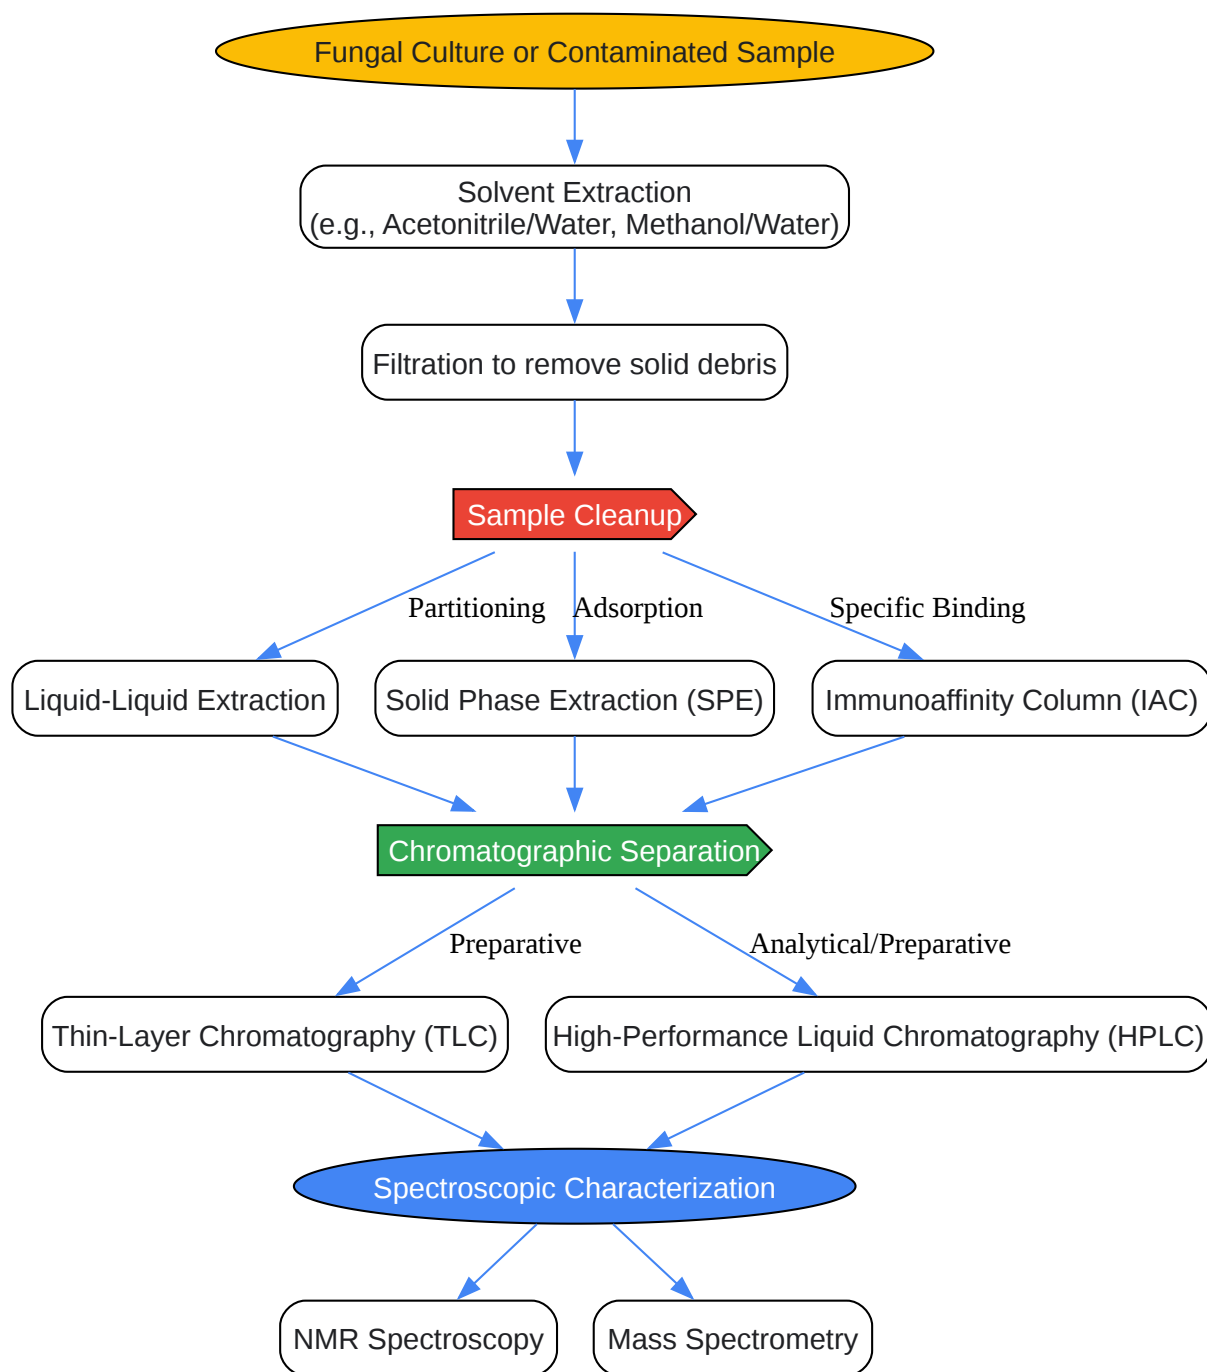 Fungal Culture or Contaminated Sample
Solvent Extraction
(e.g., Acetonitrile/Water, Methanol/Water)
Filtration to remove solid debris
Sample Cleanup
Partitioning
Adsorption
Specific Binding
Liquid-Liquid Extraction
Solid Phase Extraction (SPE)
Immunoaffinity Column (IAC)
Chromatographic Separation
Preparative
Analytical/Preparative
Thin-Layer Chromatography (TLC)
High-Performance Liquid Chromatography (HPLC)
Spectroscopic Characterization
NMR Spectroscopy
Mass Spectrometry